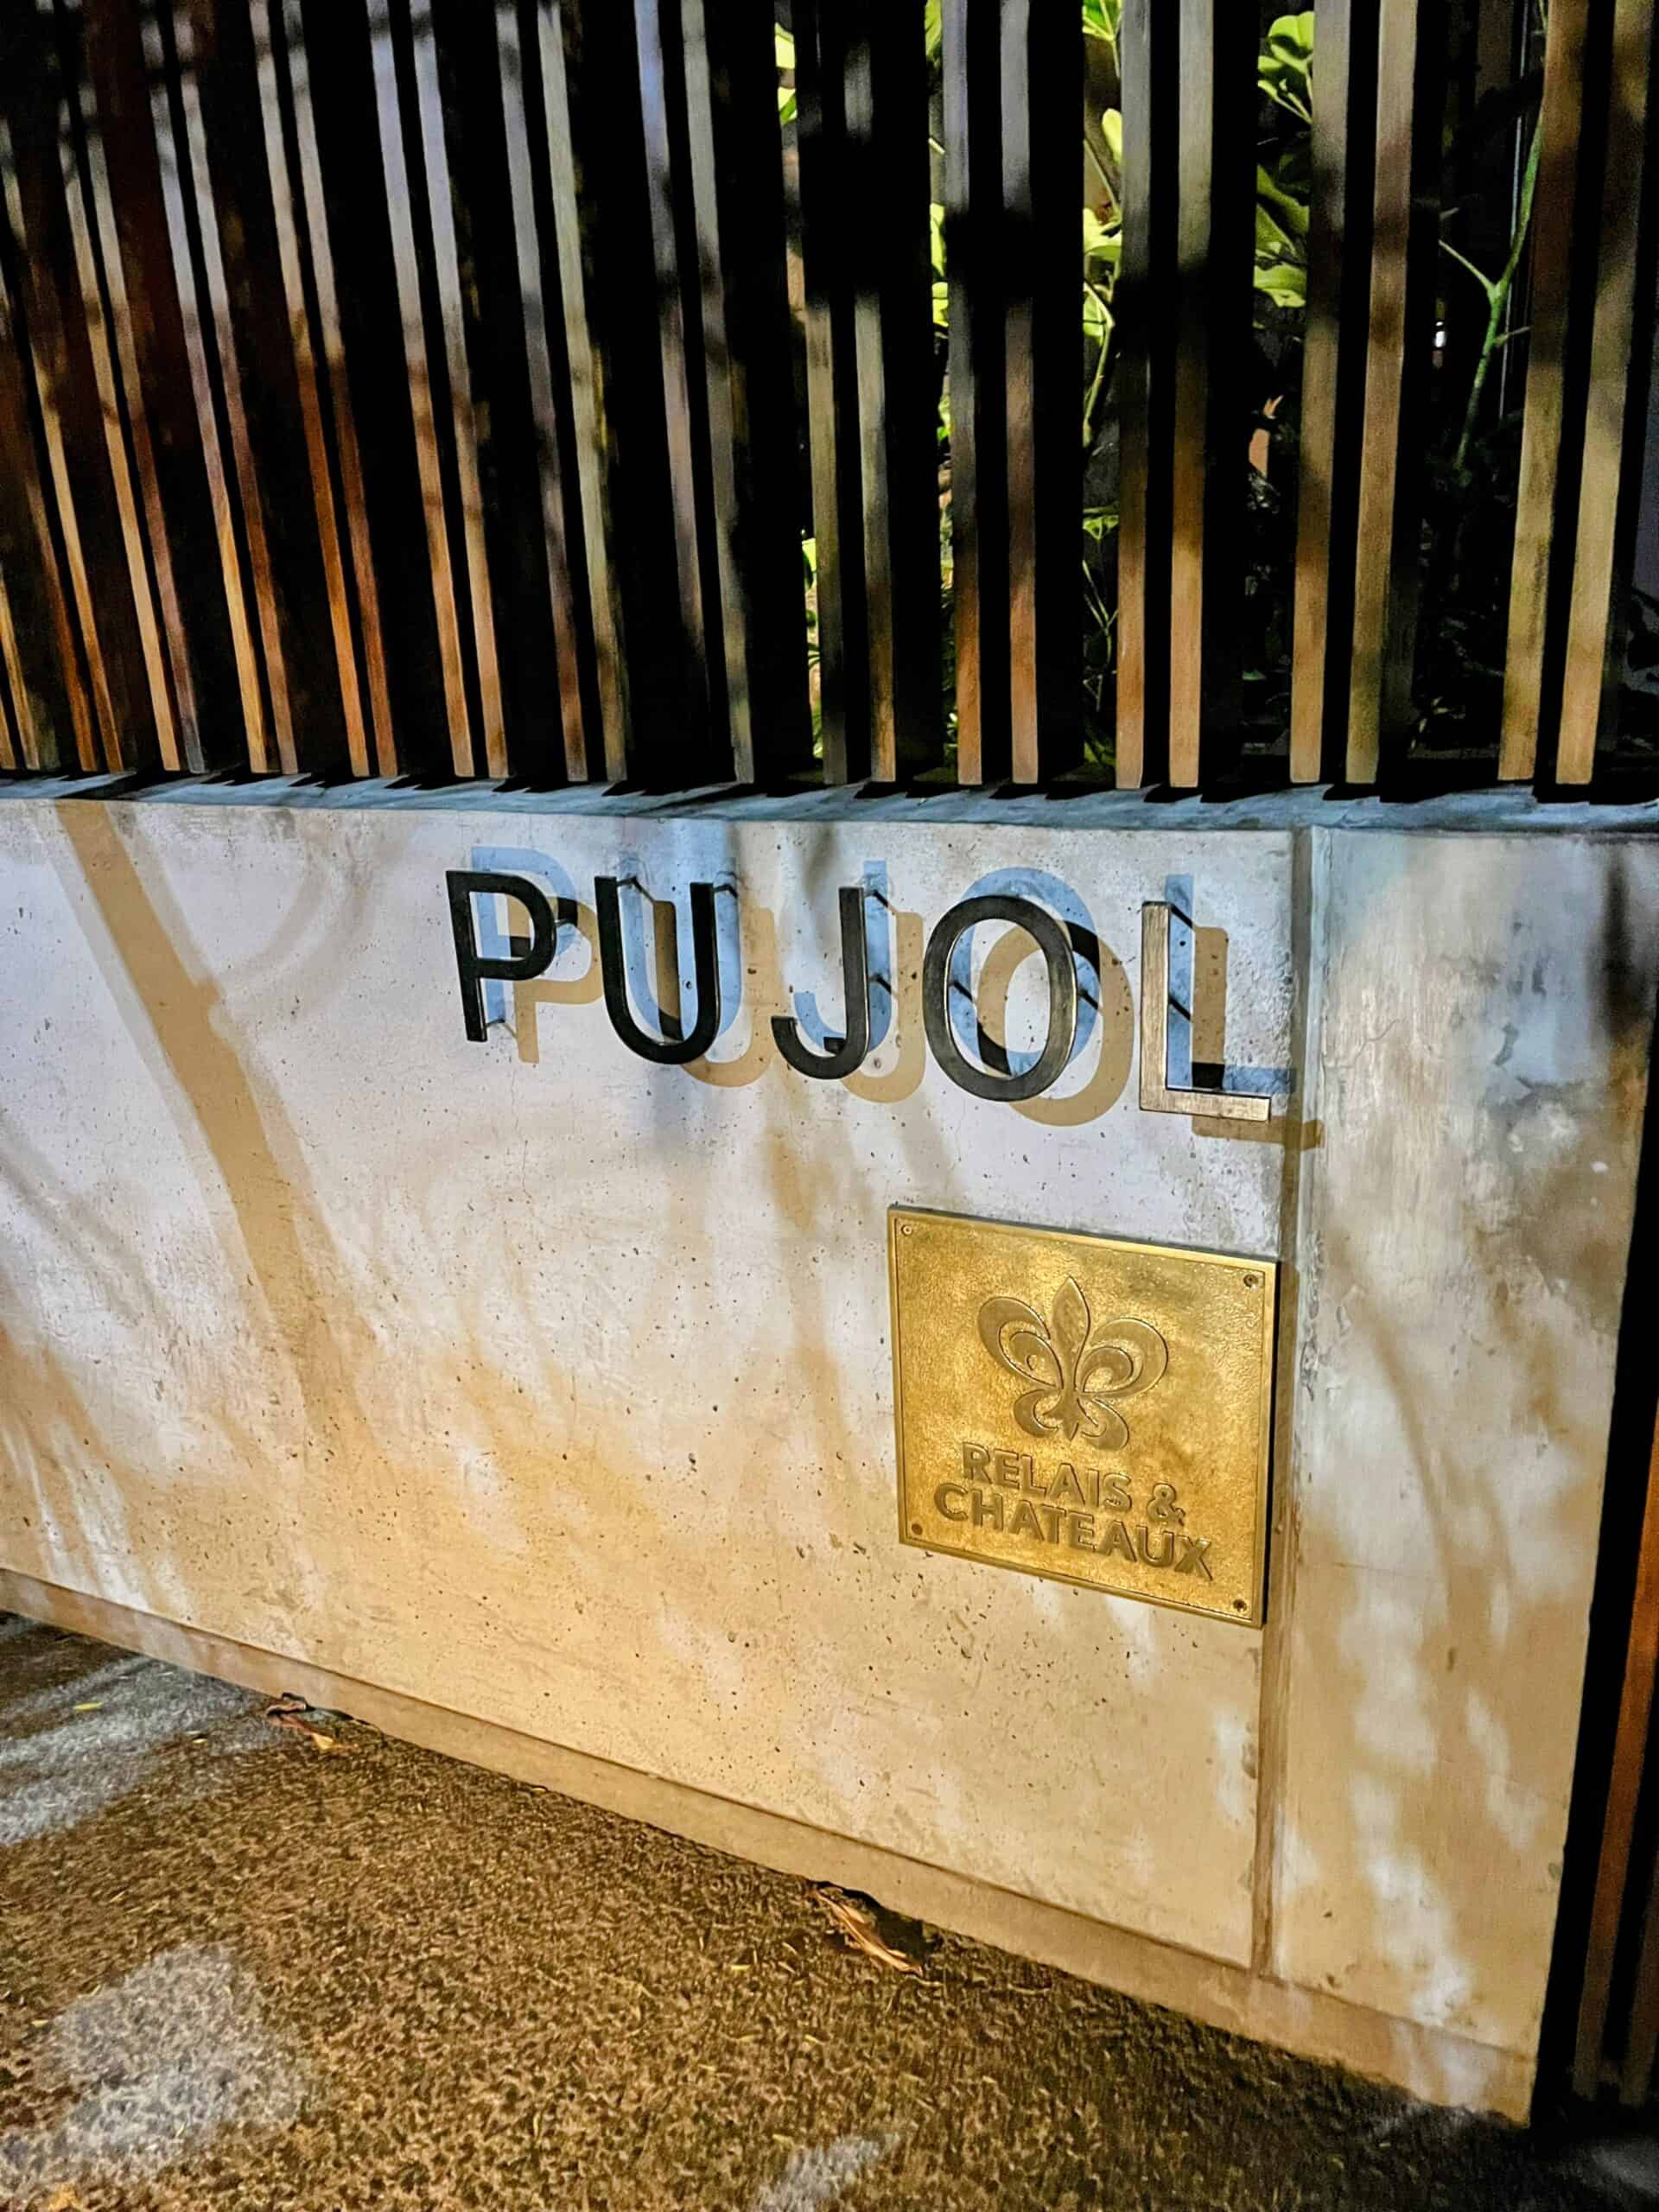 PUJOL
RELAIS &
CHATEAUX